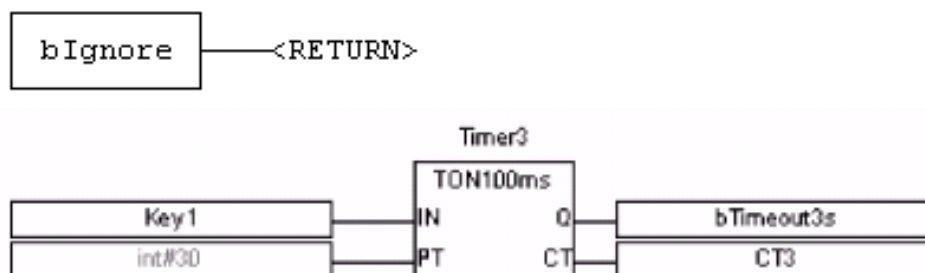 bIgnore <RETURN>
Timer3
TON100ms
Key1 IN Q bTimeout3s
int#30 PT CT CT3